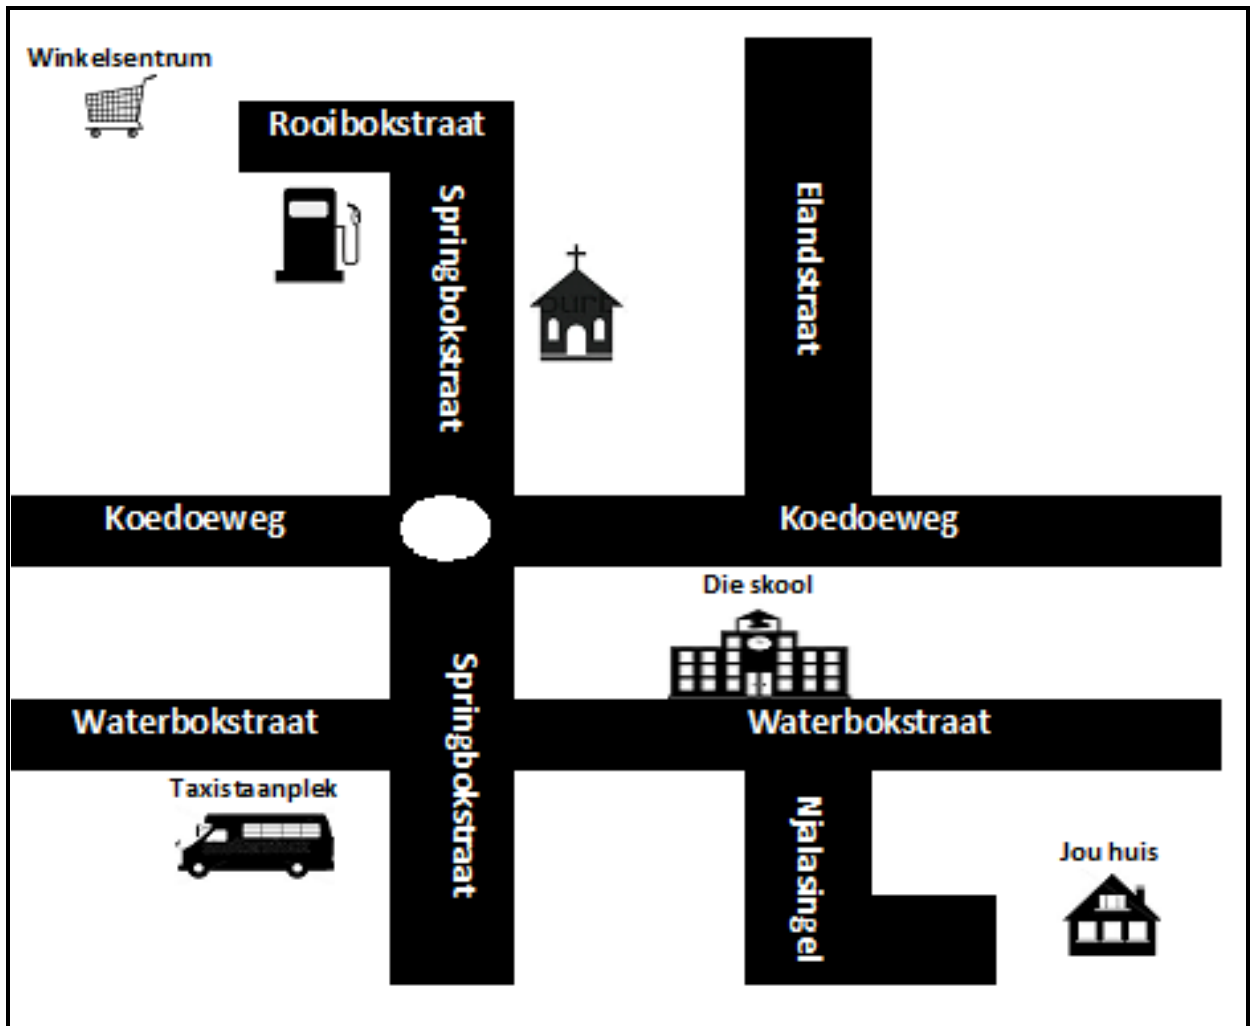 Winkelsentrum
Rooibokstraat
Springbokstraat
Elandstraat
Koedoeweg
Koedoeweg
Die skool
Springbokstraat
Waterbokstraat
Waterbokstraat
Taxistaanplek
Njalasingel
Jou huis